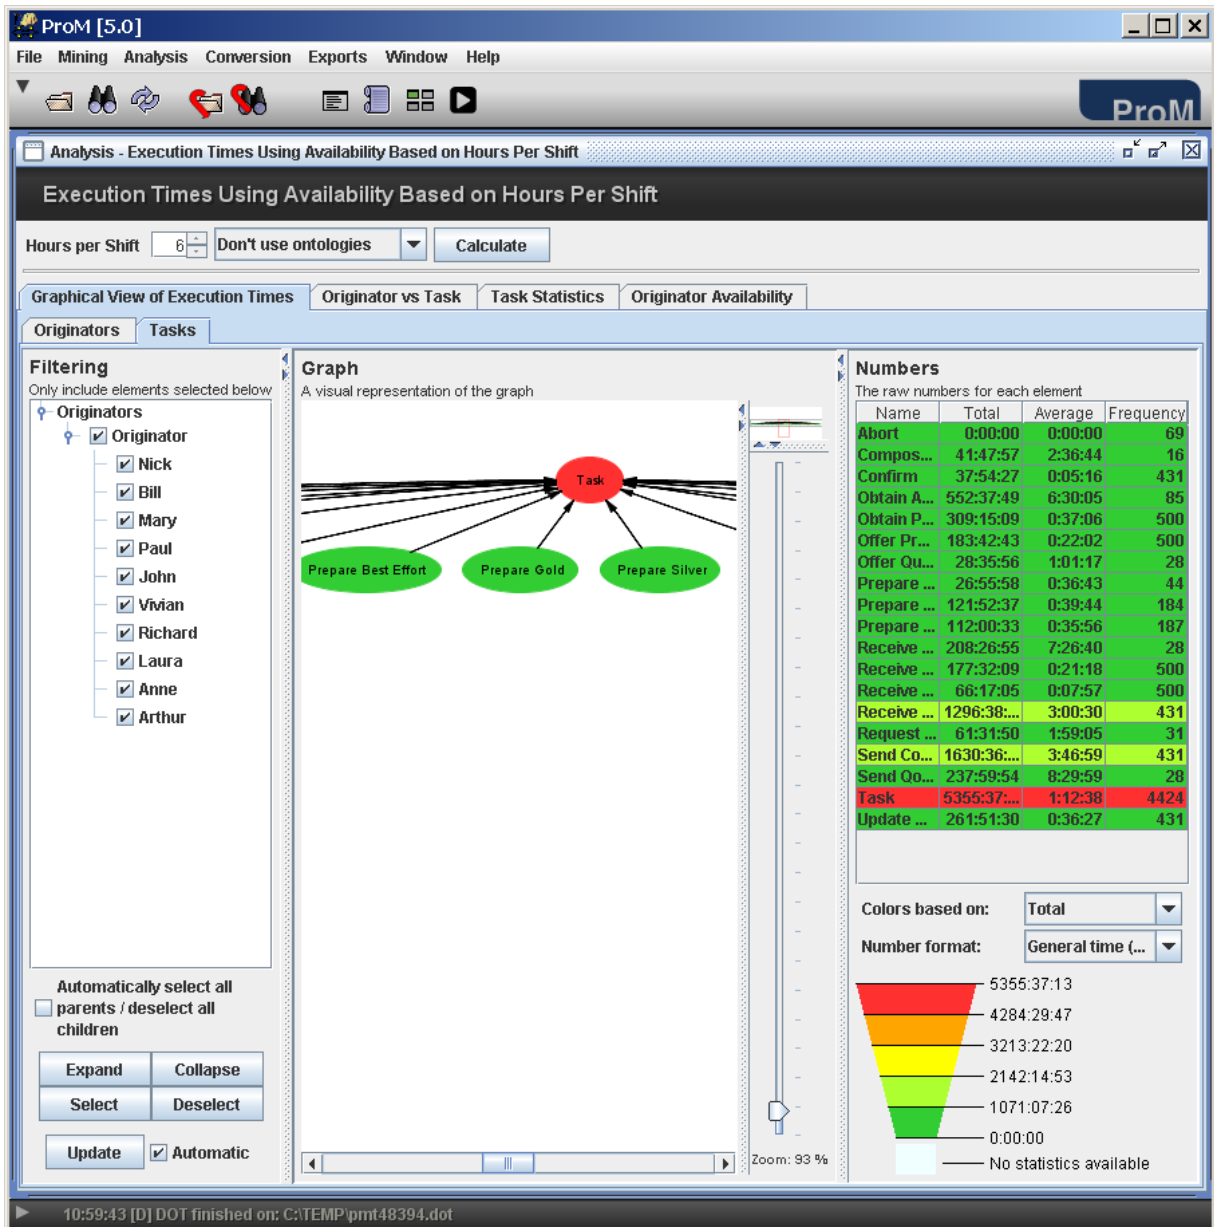 ProM [5.0]
File Mining Analysis Conversion Exports Window Help
ProM
Analysis - Execution Times Using Availability Based on Hours Per Shift
Execution Times Using Availability Based on Hours Per Shift
Hours per Shift 6 Don't use ontologies Calculate
Graphical View of Execution Times Originator vs Task Task Statistics Originator Availability
Originators Tasks
Filtering
Only include elements selected below
Originators
Originator
Nick
Bill
Mary
Paul
John
Vivian
Richard
Laura
Anne
Arthur
Automatically select all
parents / deselect all
children
Expand Collapse
Select Deselect
Update Automatic
Graph
A visual representation of the graph
Task
Prepare Best Effort Prepare Gold Prepare Silver
Zoom: 93 %
Numbers
The raw numbers for each element
Name Total Average Frequency
Abort 0:00:00 0:00:00 69
Compos... 41:47:57 2:36:44 16
Confirm 37:54:27 0:05:16 431
Obtain A... 552:37:49 6:30:05 85
Obtain P... 309:15:09 0:37:06 500
Offer Pr... 183:42:43 0:22:02 500
Offer Qu... 28:35:56 1:01:17 28
Prepare ... 26:55:58 0:36:43 44
Prepare ... 121:52:37 0:39:44 184
Prepare ... 112:00:33 0:35:56 187
Receive ... 208:26:55 7:26:40 28
Receive ... 177:32:09 0:21:18 500
Receive ... 66:17:05 0:07:57 500
Receive ... 1296:38:... 3:00:30 431
Request ... 61:31:50 1:59:05 31
Send Co... 1630:36:... 3:46:59 431
Send Qo... 237:59:54 8:29:59 28
Task 5355:37:... 1:12:38 4424
Update ... 261:51:30 0:36:27 431
Colors based on: Total
Number format: General time (...
5355:37:13
4284:29:47
3213:22:20
2142:14:53
1071:07:26
0:00:00
No statistics available
10:59:43 [D] DOT finished on: C:\TEMP\pmt48394.dot